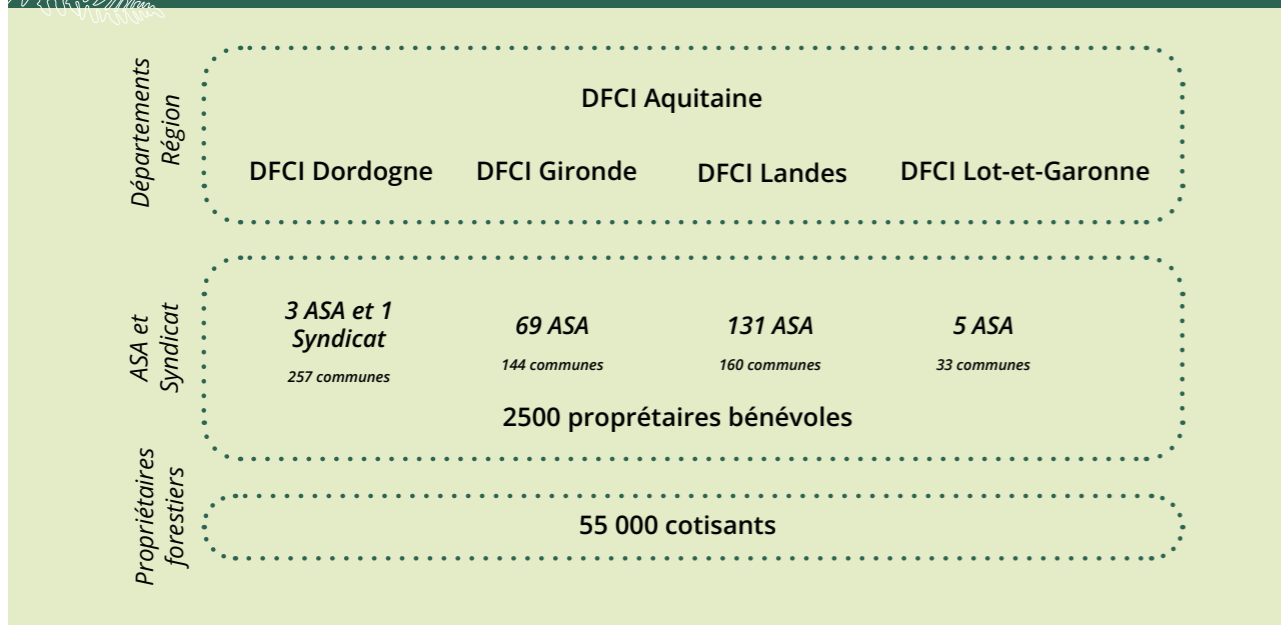 Départements
Région
DFCI Aquitaine
DFCI Dordogne
DFCI Gironde
DFCI Landes
DFCI Lot-et-Garonne
ASA et
Syndicat
3 ASA et 1
Syndicat
257 communes
69 ASA
144 communes
131 ASA
160 communes
5 ASA
33 communes
2500 proprétaires bénévoles
Propriétaires
forestiers
55 000 cotisants